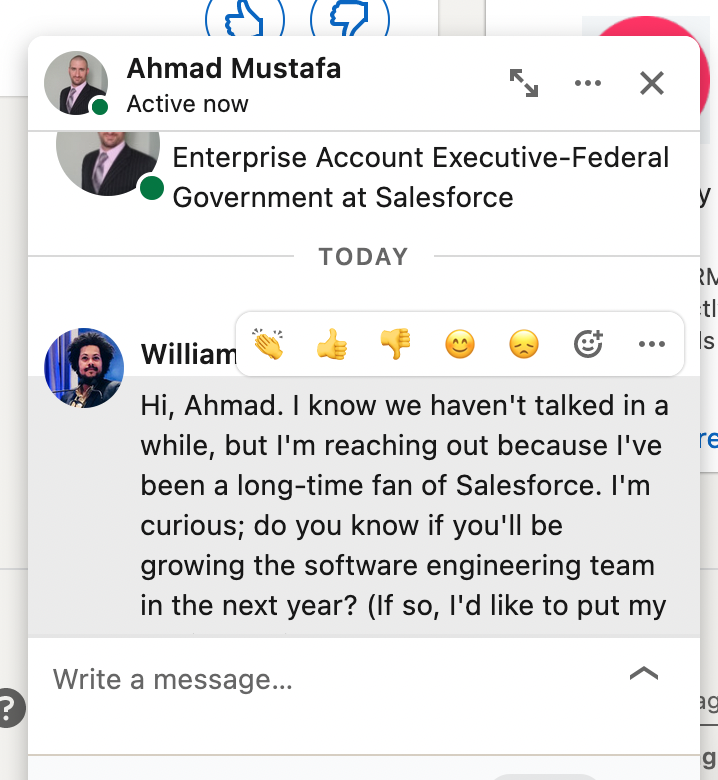 Ahmad Mustafa
Active now
Enterprise Account Executive-Federal
Government at Salesforce
TODAY
William
Hi, Ahmad. I know we haven't talked in a
while, but I'm reaching out because I've
been a long-time fan of Salesforce. I'm
curious; do you know if you'll be
growing the software engineering team
in the next year? (If so, I'd like to put my
Write a message...
?